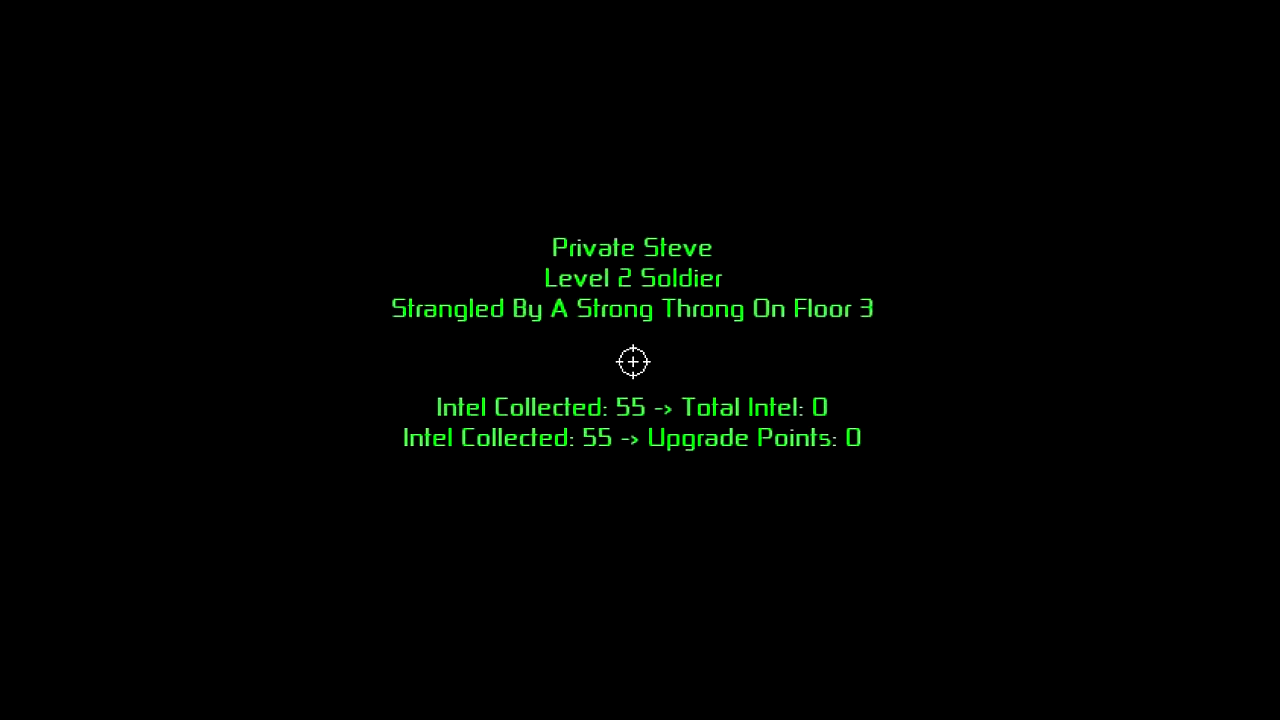 Private Steve
Level 2 Soldier
Strangled By A Strong Throng On Floor 3
Intel Collected: 55 -> Total Intel: 0
Intel Collected: 55 -> Upgrade Points: 0